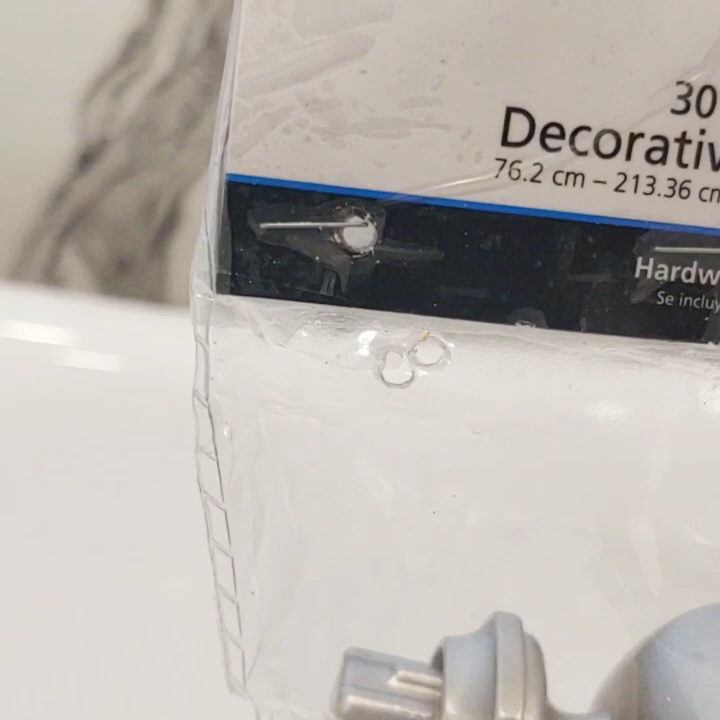 30
Decorativ
76.2 cm – 213.36 cm
Hardw
Se incluy